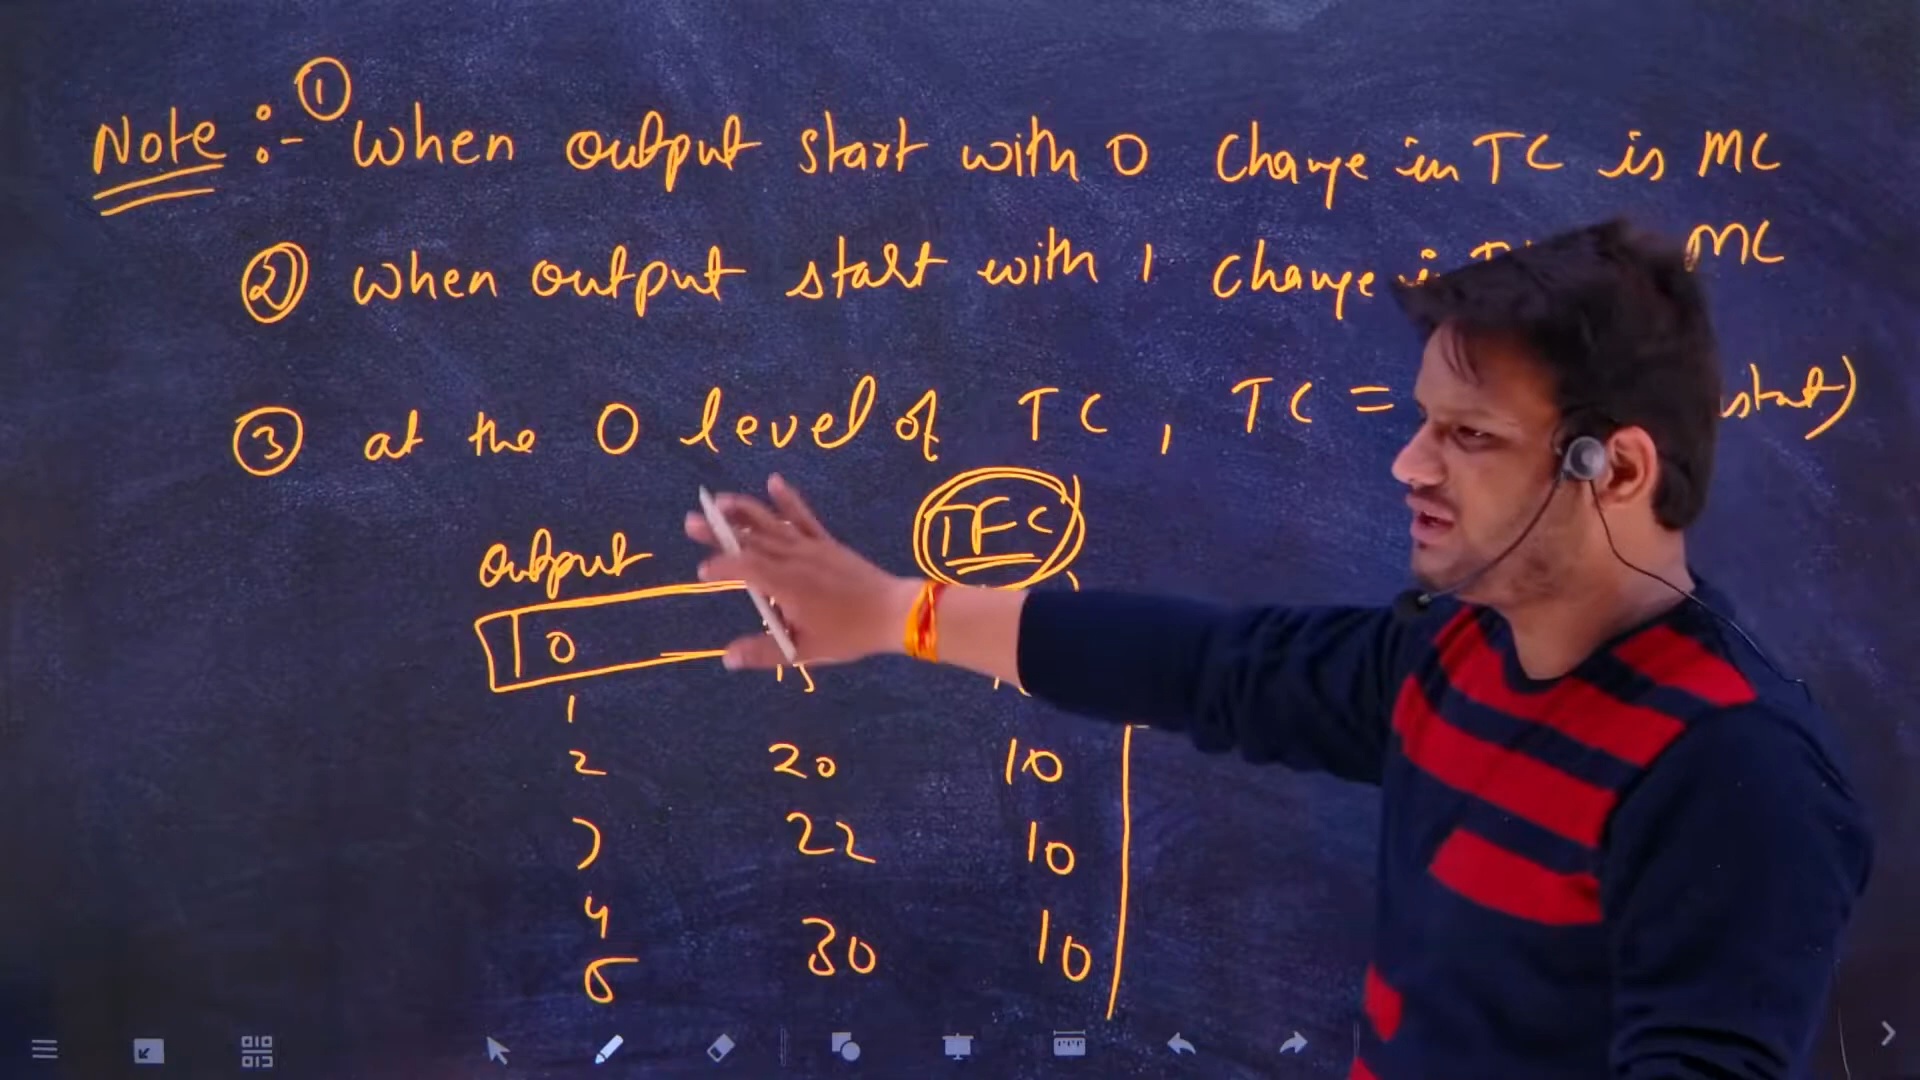 Note :- ① When output start with 0 Change in TC is MC
② when output start with 1 change MC
③ at the 0 level of TC, TC =
output TFC
0
1 15
2 20 10
3 22 10
4 30 10
5